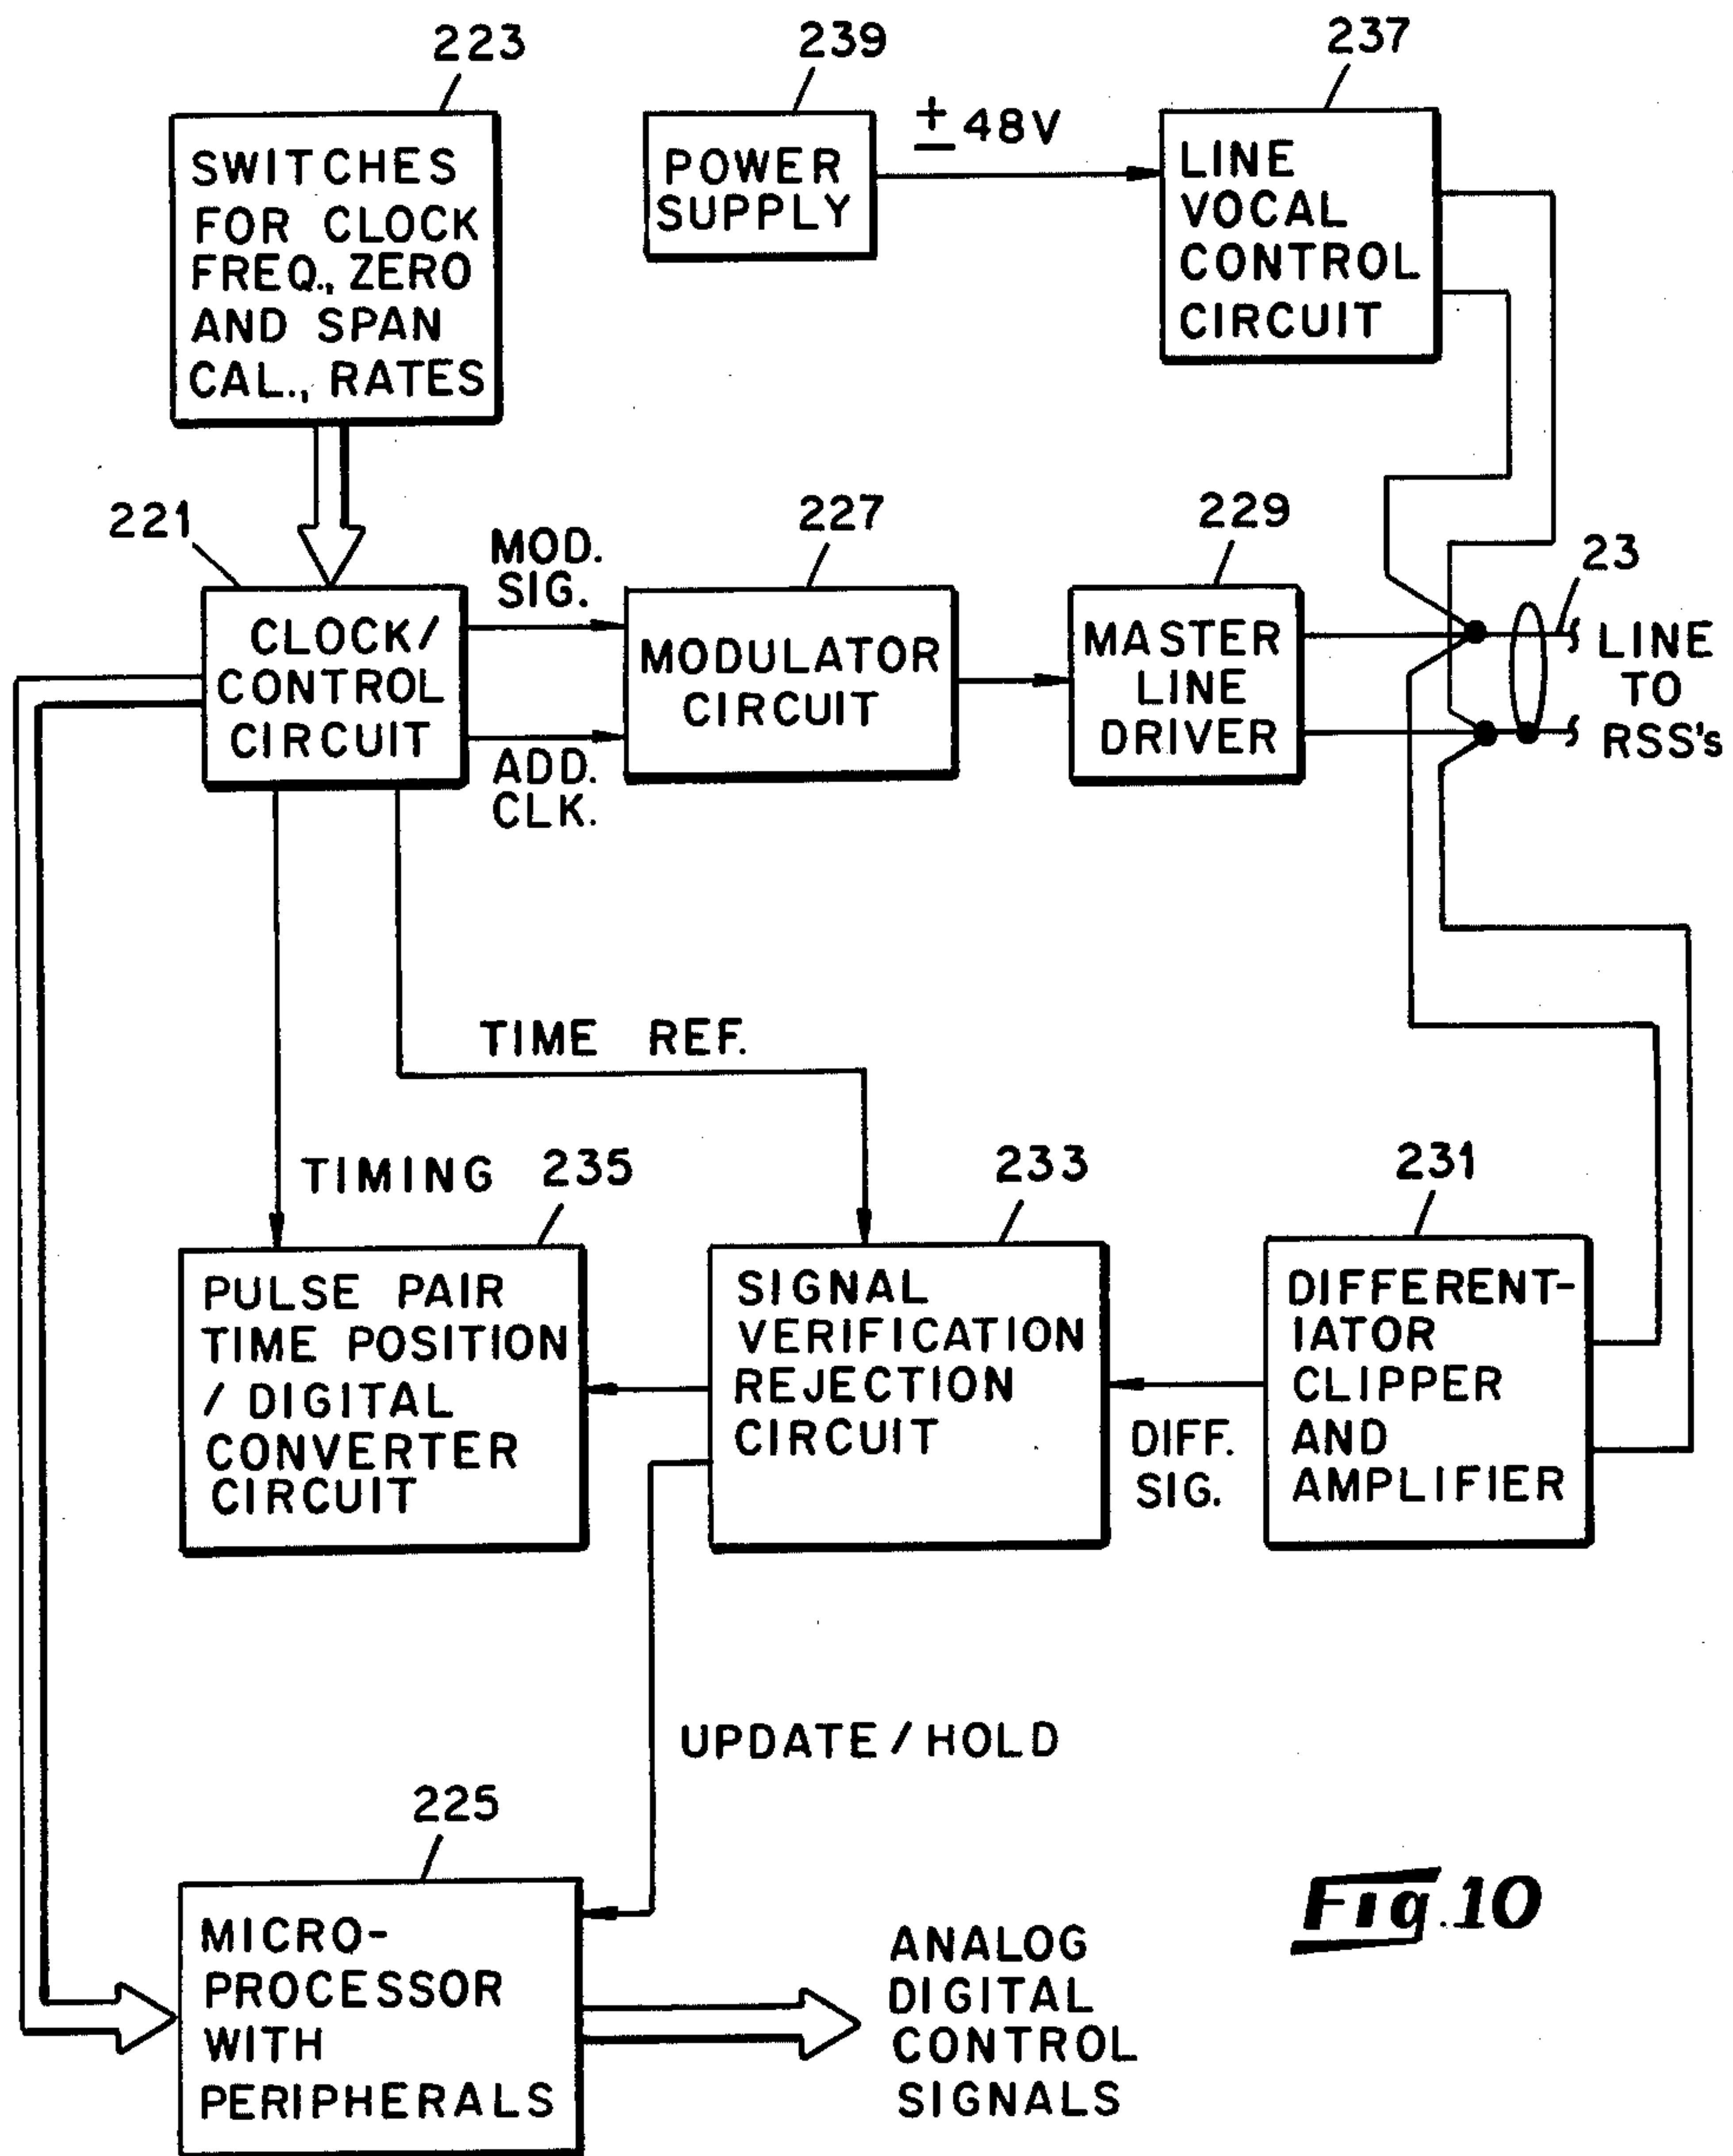 223
239
237
SWITCHES
FOR CLOCK
FREQ., ZERO
AND SPAN
CAL., RATES
POWER
SUPPLY
± 48V
LINE
VOCAL
CONTROL
CIRCUIT
221
227
229
23
CLOCK/
CONTROL
CIRCUIT
MOD.
SIG.
ADD.
CLK.
MODULATOR
CIRCUIT
MASTER
LINE
DRIVER
LINE
TO
RSS's
TIME REF.
TIMING
235
233
231
PULSE PAIR
TIME POSITION
/ DIGITAL
CONVERTER
CIRCUIT
SIGNAL
VERIFICATION
REJECTION
CIRCUIT
DIFF.
SIG.
DIFFERENT-
IATOR
CLIPPER
AND
AMPLIFIER
UPDATE / HOLD
225
MICRO-
PROCESSOR
WITH
PERIPHERALS
ANALOG
DIGITAL
CONTROL
SIGNALS
Fig. 10